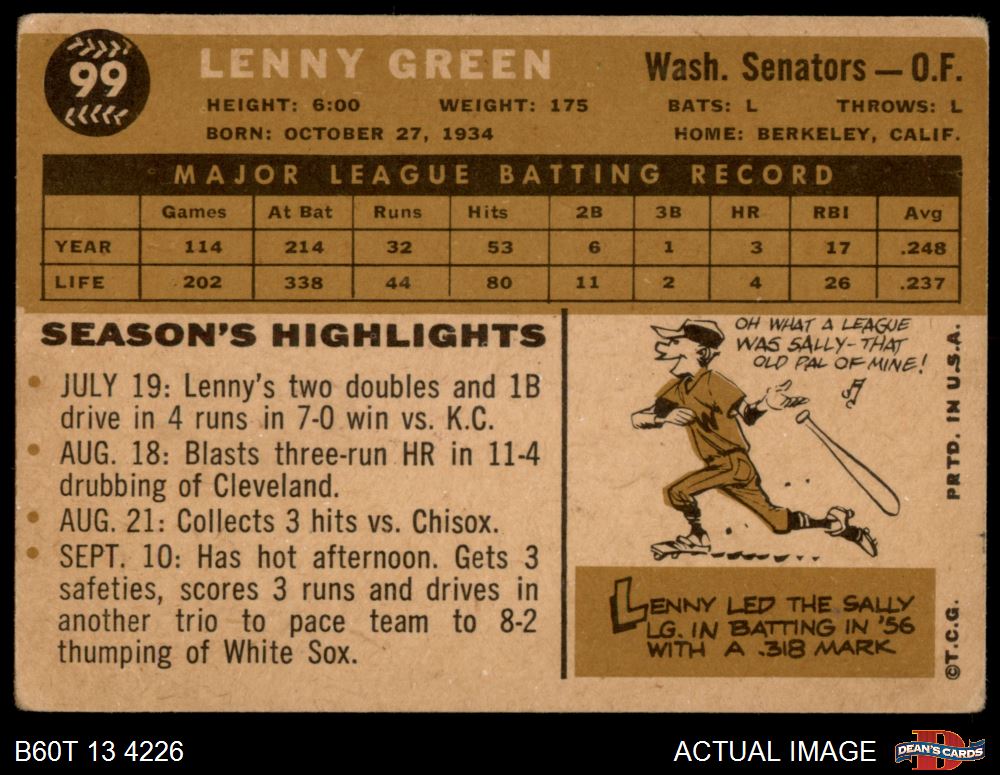 99
LENNY GREEN
Wash. Senators — O.F.
HEIGHT: 6:00 WEIGHT: 175 BATS: L THROWS: L
BORN: OCTOBER 27, 1934 HOME: BERKELEY, CALIF.
MAJOR LEAGUE BATTING RECORD
Games At Bat Runs Hits 2B 3B HR RBI Avg
YEAR 114 214 32 53 6 1 3 17 .248
LIFE 202 338 44 80 11 2 4 26 .237
SEASON'S HIGHLIGHTS
• JULY 19: Lenny's two doubles and 1B
drive in 4 runs in 7-0 win vs. K.C.
• AUG. 18: Blasts three-run HR in 11-4
drubbing of Cleveland.
• AUG. 21: Collects 3 hits vs. Chisox.
• SEPT. 10: Has hot afternoon. Gets 3
safeties, scores 3 runs and drives in
another trio to pace team to 8-2
thumping of White Sox.
OH WHAT A LEAGUE
WAS SALLY-THAT
OLD PAL OF MINE!
W
LENNY LED THE SALLY
LG. IN BATTING IN '56
WITH A .318 MARK
©T.C.G. PRTD. IN U.S.A.
B60T 13 4226
ACTUAL IMAGE
B
DEAN'S CARDS